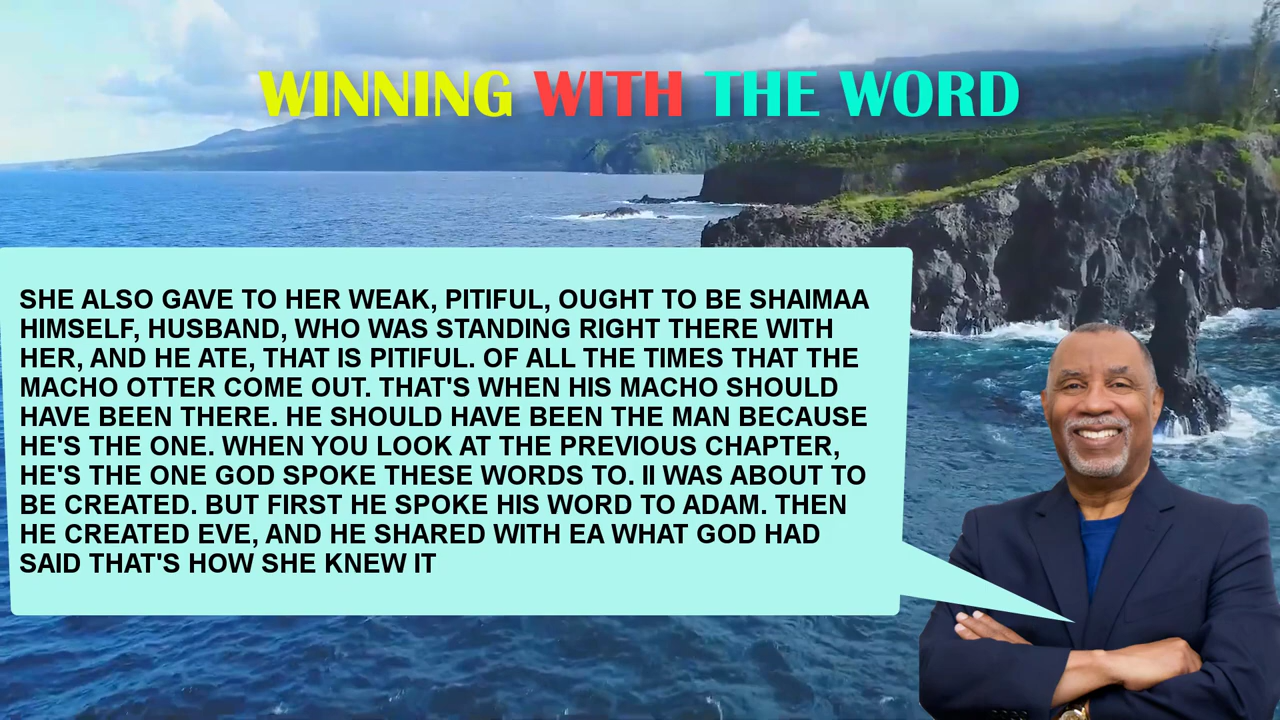 WINNING WITH THE WORD
SHE ALSO GAVE TO HER WEAK, PITIFUL, OUGHT TO BE SHAIMAA
HIMSELF, HUSBAND, WHO WAS STANDING RIGHT THERE WITH
HER, AND HE ATE, THAT IS PITIFUL. OF ALL THE TIMES THAT THE
MACHO OTTER COME OUT. THAT'S WHEN HIS MACHO SHOULD
HAVE BEEN THERE. HE SHOULD HAVE BEEN THE MAN BECAUSE
HE'S THE ONE. WHEN YOU LOOK AT THE PREVIOUS CHAPTER,
HE'S THE ONE GOD SPOKE THESE WORDS TO. II WAS ABOUT TO
BE CREATED. BUT FIRST HE SPOKE HIS WORD TO ADAM. THEN
HE CREATED EVE, AND HE SHARED WITH EA WHAT GOD HAD
SAID THAT'S HOW SHE KNEW IT